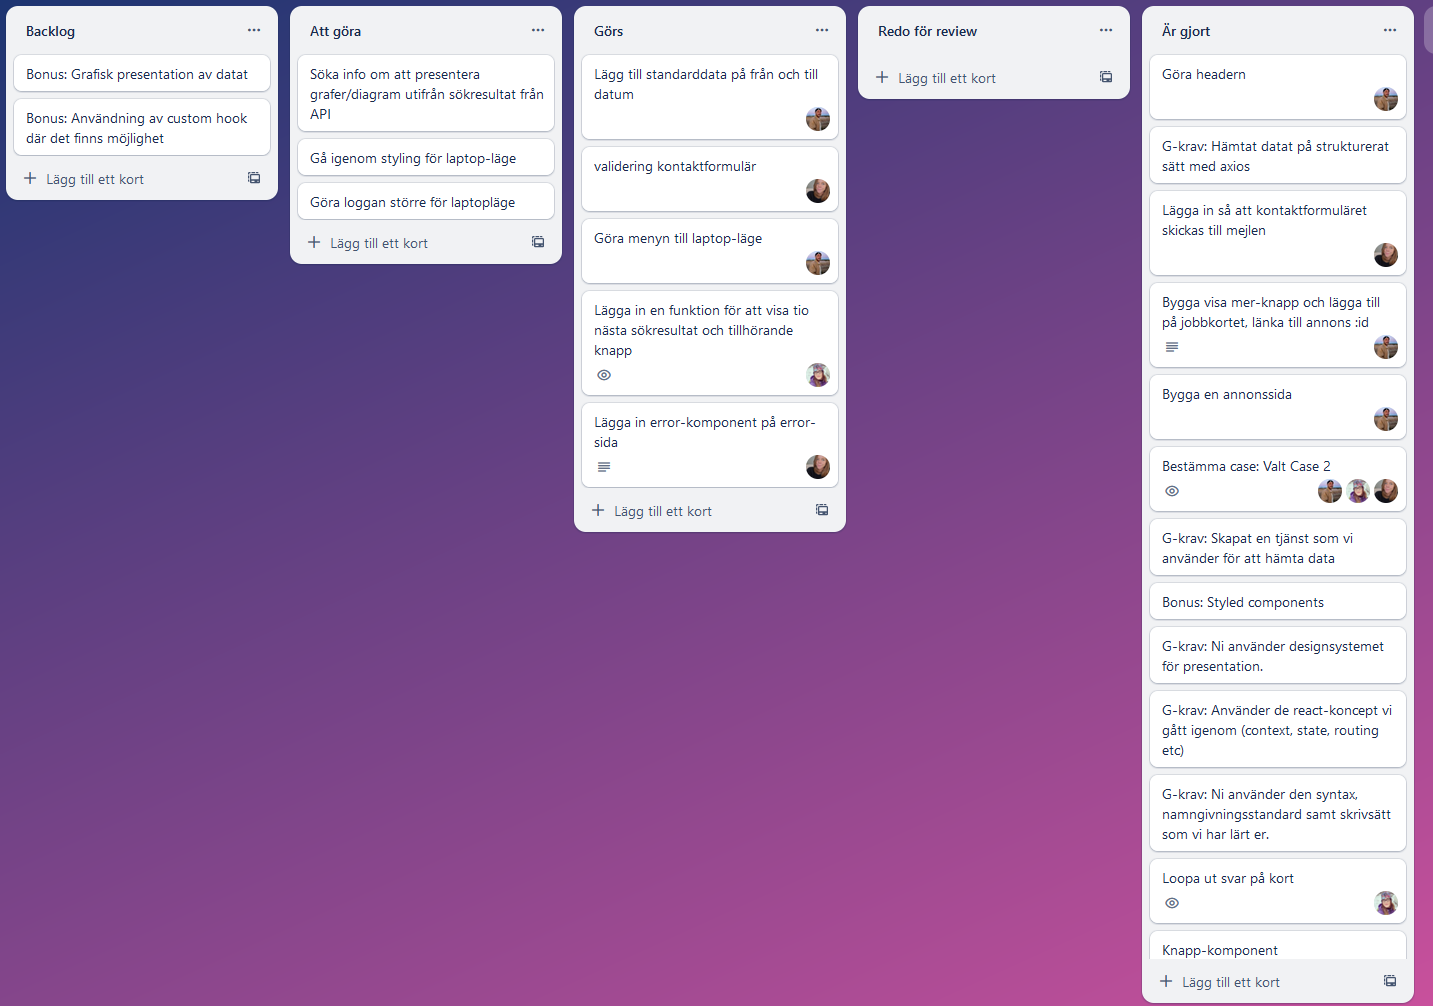 Backlog
Bonus: Grafisk presentation av datat
Bonus: Användning av custom hook
där det finns möjlighet
Lägg till ett kort
Att göra
Söka info om att presentera
grafer/diagram utifrån sökresultat från
API
Gå igenom styling för laptop-läge
Göra loggan större för laptopläge
Lägg till ett kort
Görs
Lägg till standarddata på från och till
datum
validering kontaktformulär
Göra menyn till laptop-läge
Lägga in en funktion för att visa tio
nästa sökresultat och tillhörande
knapp
Lägga in error-komponent på error-
sida
Lägg till ett kort
Redo för review
Lägg till ett kort
Är gjort
Göra headern
G-krav: Hämtat datat på strukturerat
sätt med axios
Lägga in så att kontaktformuläret
skickas till mejlen
Bygga visa mer-knapp och lägga till
på jobbkortet, länka till annons :id
Bygga en annonssida
Bestämma case: Valt Case 2
G-krav: Skapat en tjänst som vi
använder för att hämta data
Bonus: Styled components
G-krav: Ni använder designsystemet
för presentation.
G-krav: Använder de react-koncept vi
gått igenom (context, state, routing
etc)
G-krav: Ni använder den syntax,
namngivningsstandard samt skrivsätt
som vi har lärt er.
Loopa ut svar på kort
Knapp-komponent
Lägg till ett kort